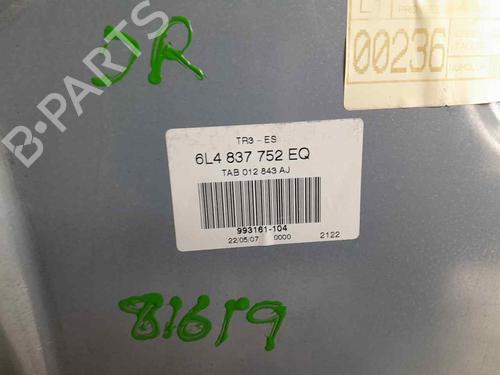 DR
00236
TR3 - ES
6L4 837 752 EQ
TAB 012 843 AJ
993161-104
22/05/07 0000 2122
81619
B-PARTS